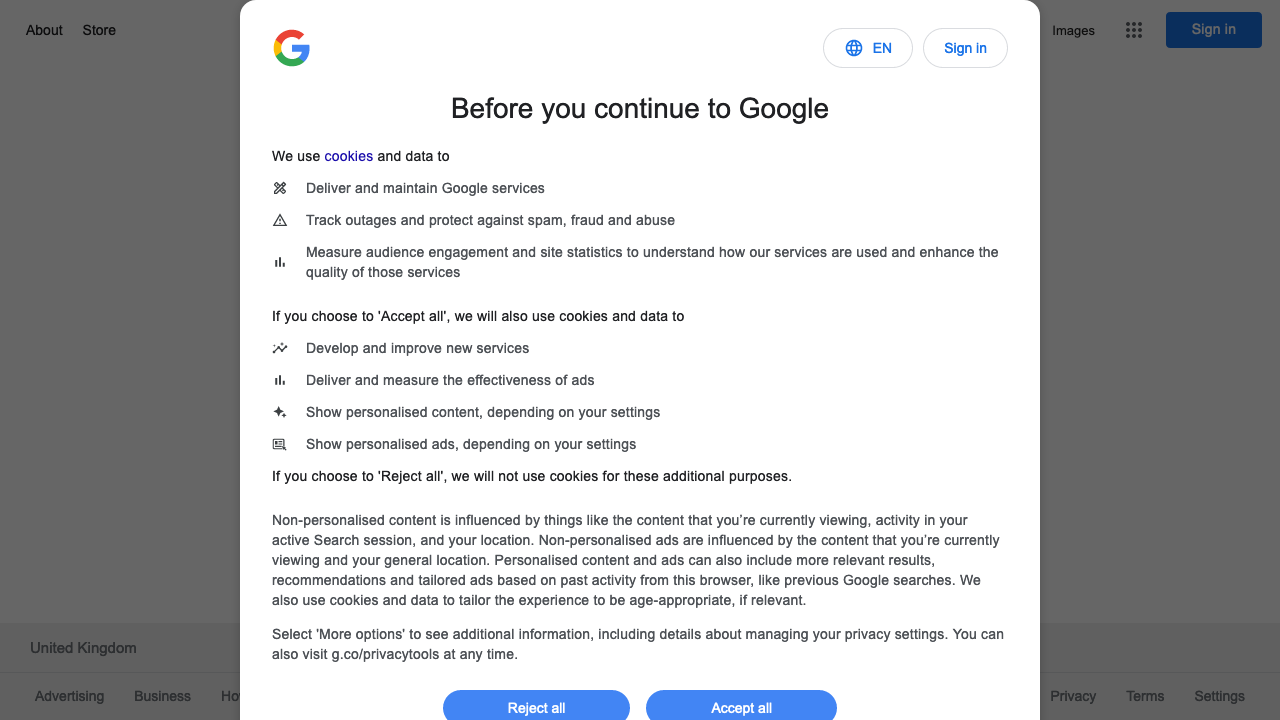 About Store
Images
Sign in
EN
Sign in
Before you continue to Google
We use cookies and data to
Deliver and maintain Google services
Track outages and protect against spam, fraud and abuse
Measure audience engagement and site statistics to understand how our services are used and enhance the
quality of those services
If you choose to 'Accept all', we will also use cookies and data to
Develop and improve new services
Deliver and measure the effectiveness of ads
Show personalised content, depending on your settings
Show personalised ads, depending on your settings
If you choose to 'Reject all', we will not use cookies for these additional purposes.
Non-personalised content is influenced by things like the content that you’re currently viewing, activity in your
active Search session, and your location. Non-personalised ads are influenced by the content that you’re currently
viewing and your general location. Personalised content and ads can also include more relevant results,
recommendations and tailored ads based on past activity from this browser, like previous Google searches. We
also use cookies and data to tailor the experience to be age-appropriate, if relevant.
Select 'More options' to see additional information, including details about managing your privacy settings. You can
also visit g.co/privacytools at any time.
Reject all
Accept all
United Kingdom
Advertising Business
Privacy Terms Settings